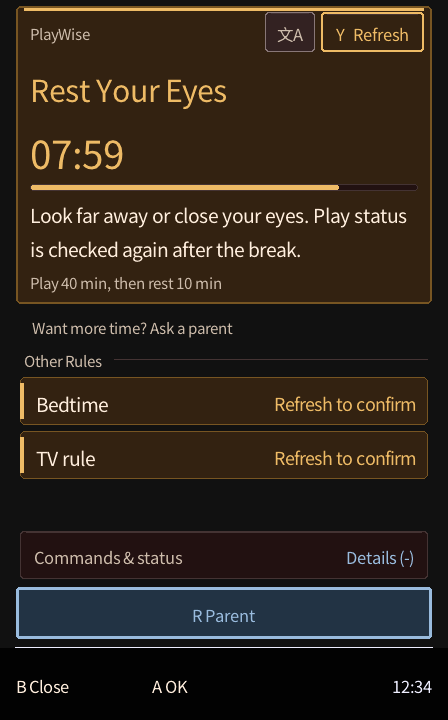 PlayWise
文A
Y Refresh
Rest Your Eyes
07:59
Look far away or close your eyes. Play status
is checked again after the break.
Play 40 min, then rest 10 min
Want more time? Ask a parent
Other Rules
Bedtime
Refresh to confirm
TV rule
Refresh to confirm
Commands & status
Details (-)
R Parent
B Close
A OK
12:34